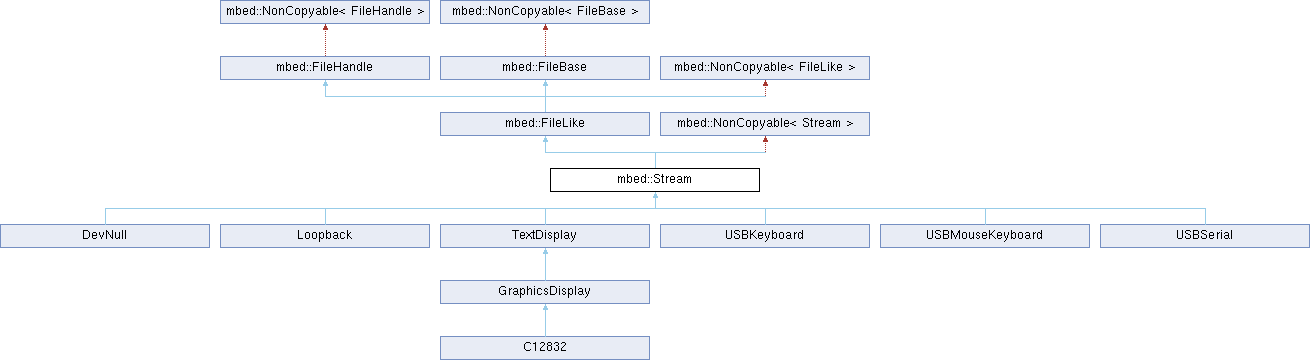 mbed::NonCopyable< FileHandle >
mbed::NonCopyable< FileBase >
mbed::FileHandle
mbed::FileBase
mbed::NonCopyable< FileLike >
mbed::FileLike
mbed::NonCopyable< Stream >
mbed::Stream
DevNull
Loopback
TextDisplay
USBKeyboard
USBMouseKeyboard
USBSerial
GraphicsDisplay
C12832